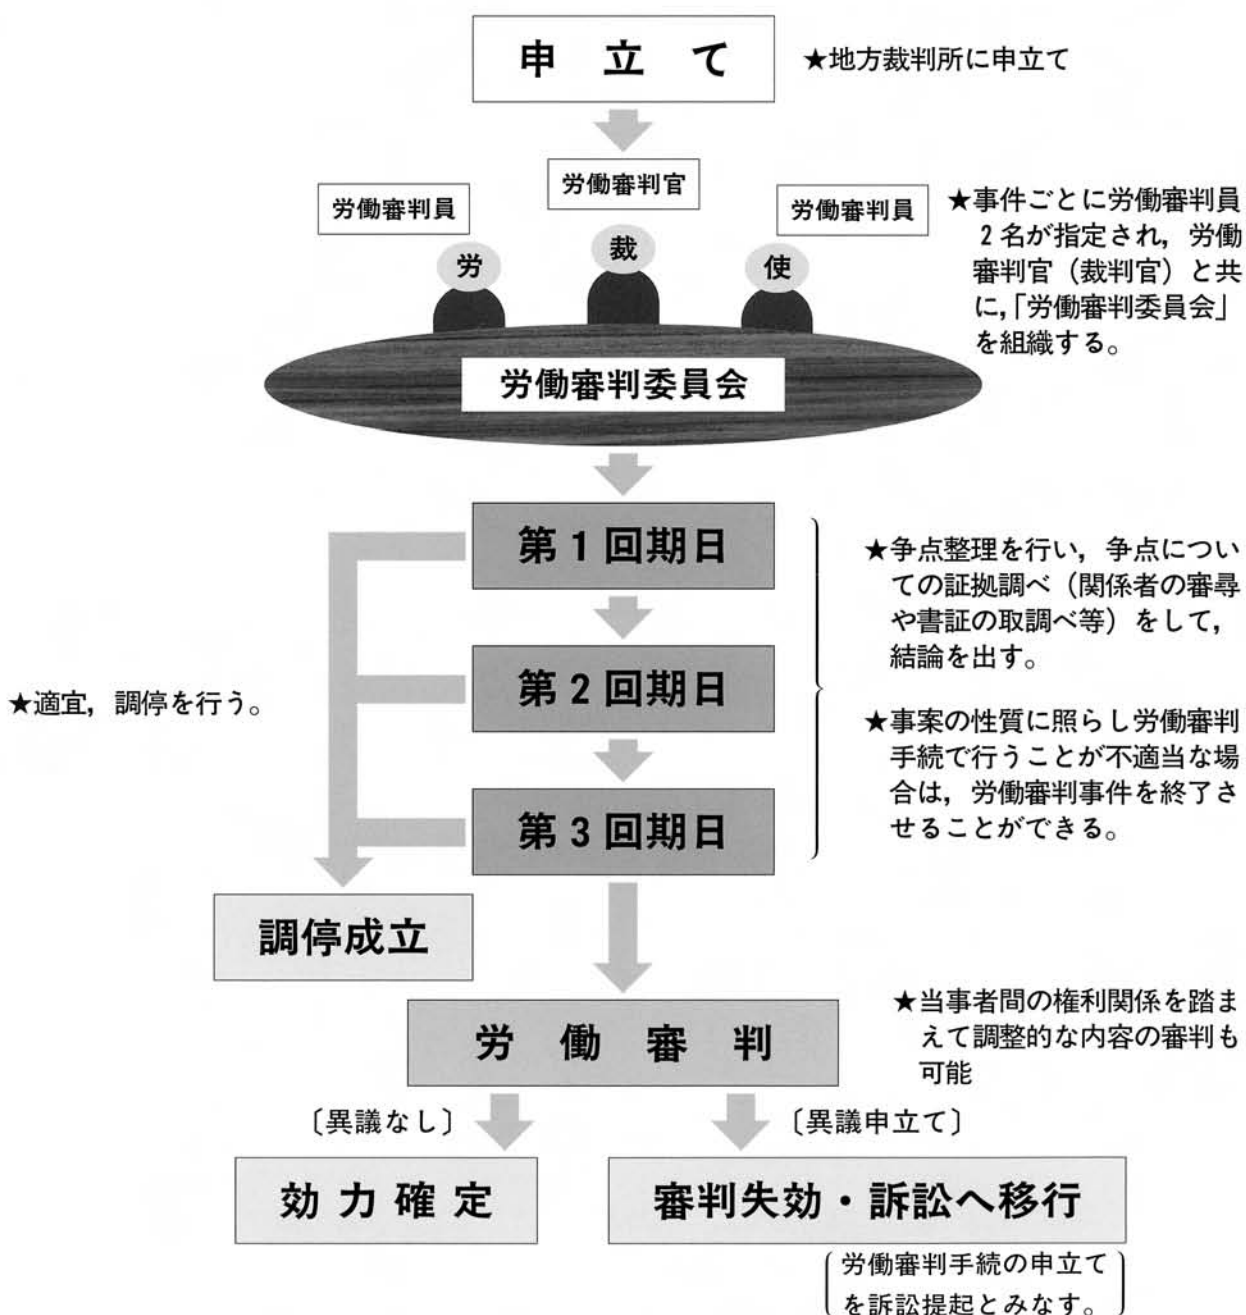 申立て
★地方裁判所に申立て
労働審判官
労働審判員
労働審判員
労
裁
使
★事件ごとに労働審判員
2名が指定され，労働
審判官（裁判官）と共
に，「労働審判委員会」
を組織する。
労働審判委員会
第1回期日
第2回期日
第3回期日
★争点整理を行い，争点につい
ての証拠調べ（関係者の審尋
や書証の取調べ等）をして，
結論を出す。
★事案の性質に照らし労働審判
手続で行うことが不適当な場
合は，労働審判事件を終了さ
せることができる。
★適宜，調停を行う。
調停成立
労働審判
★当事者間の権利関係を踏ま
えて調整的な内容の審判も
可能
〔異議なし〕
〔異議申立て〕
効力確定
審判失効・訴訟へ移行
労働審判手続の申立て
を訴訟提起とみなす。